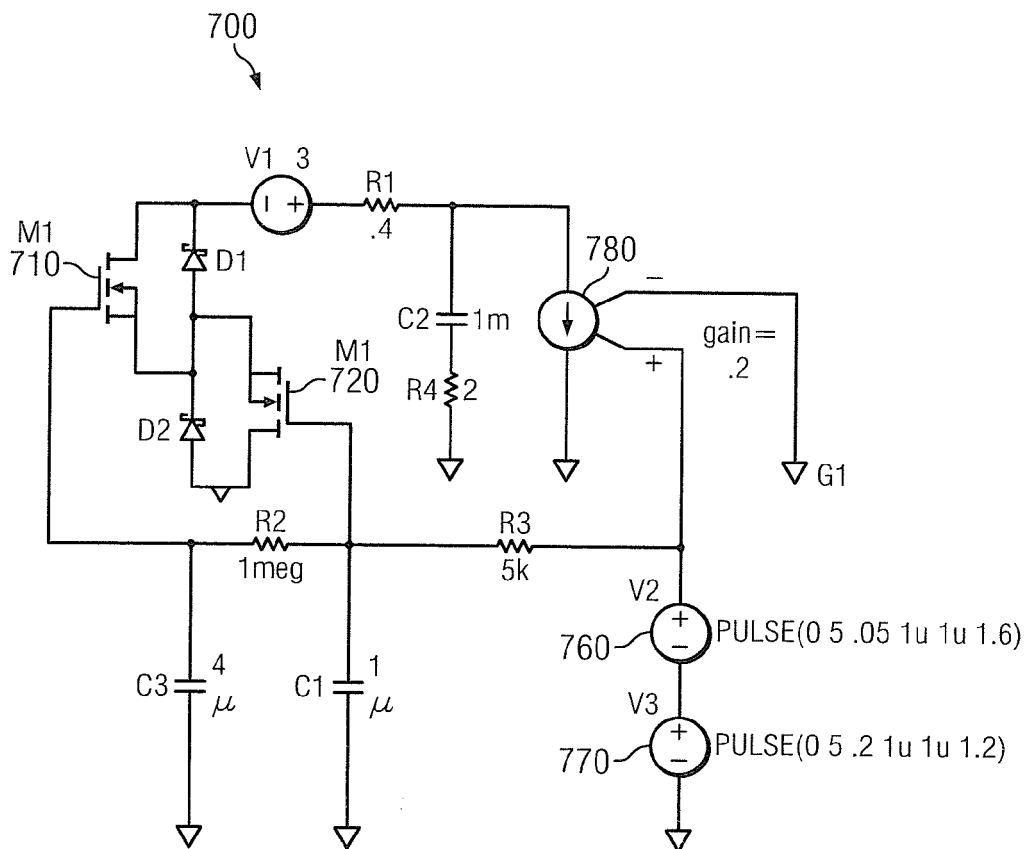 700
V1 3
R1
.4
M1
710
D1
780
−
C2 1m
gain=
.2
+
M1
720
R4 2
D2
G1
R2
1meg
R3
5k
V2
+
−
760
PULSE(0 5 .05 1u 1u 1.6)
C3 4
μ
C1 1
μ
V3
+
−
770
PULSE(0 5 .2 1u 1u 1.2)